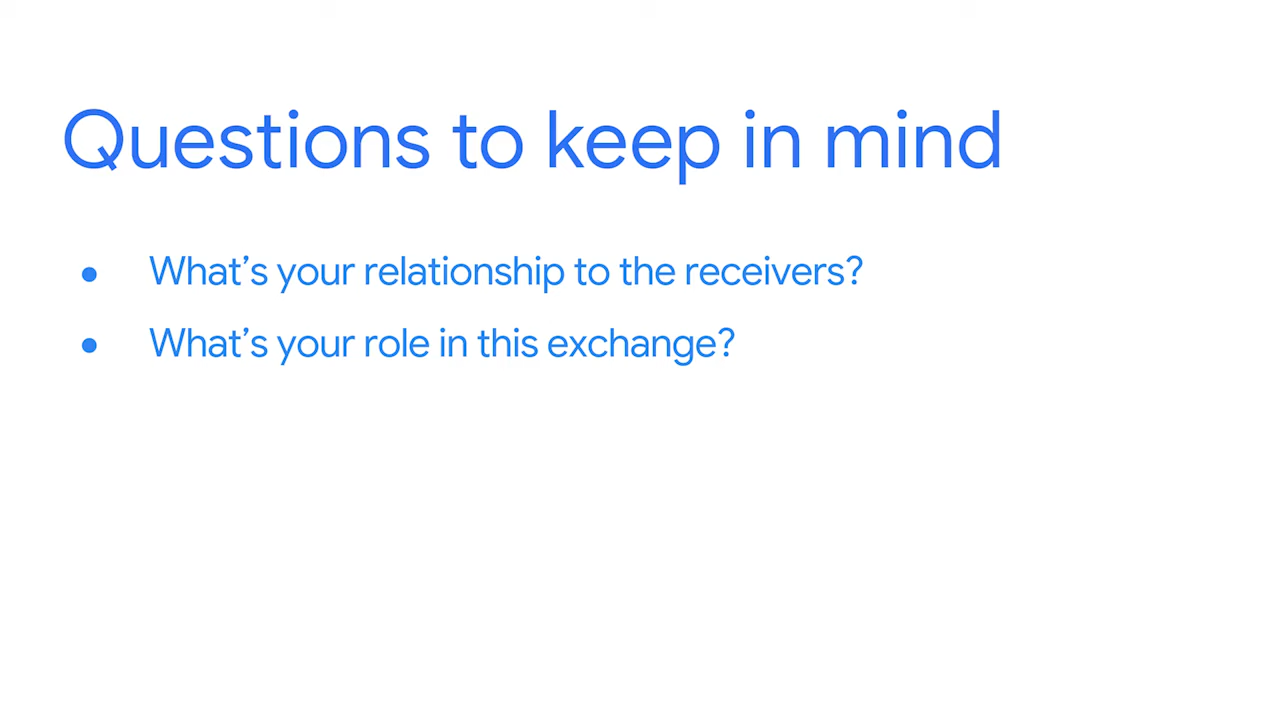 Questions to keep in mind
● What’s your relationship to the receivers?
● What’s your role in this exchange?